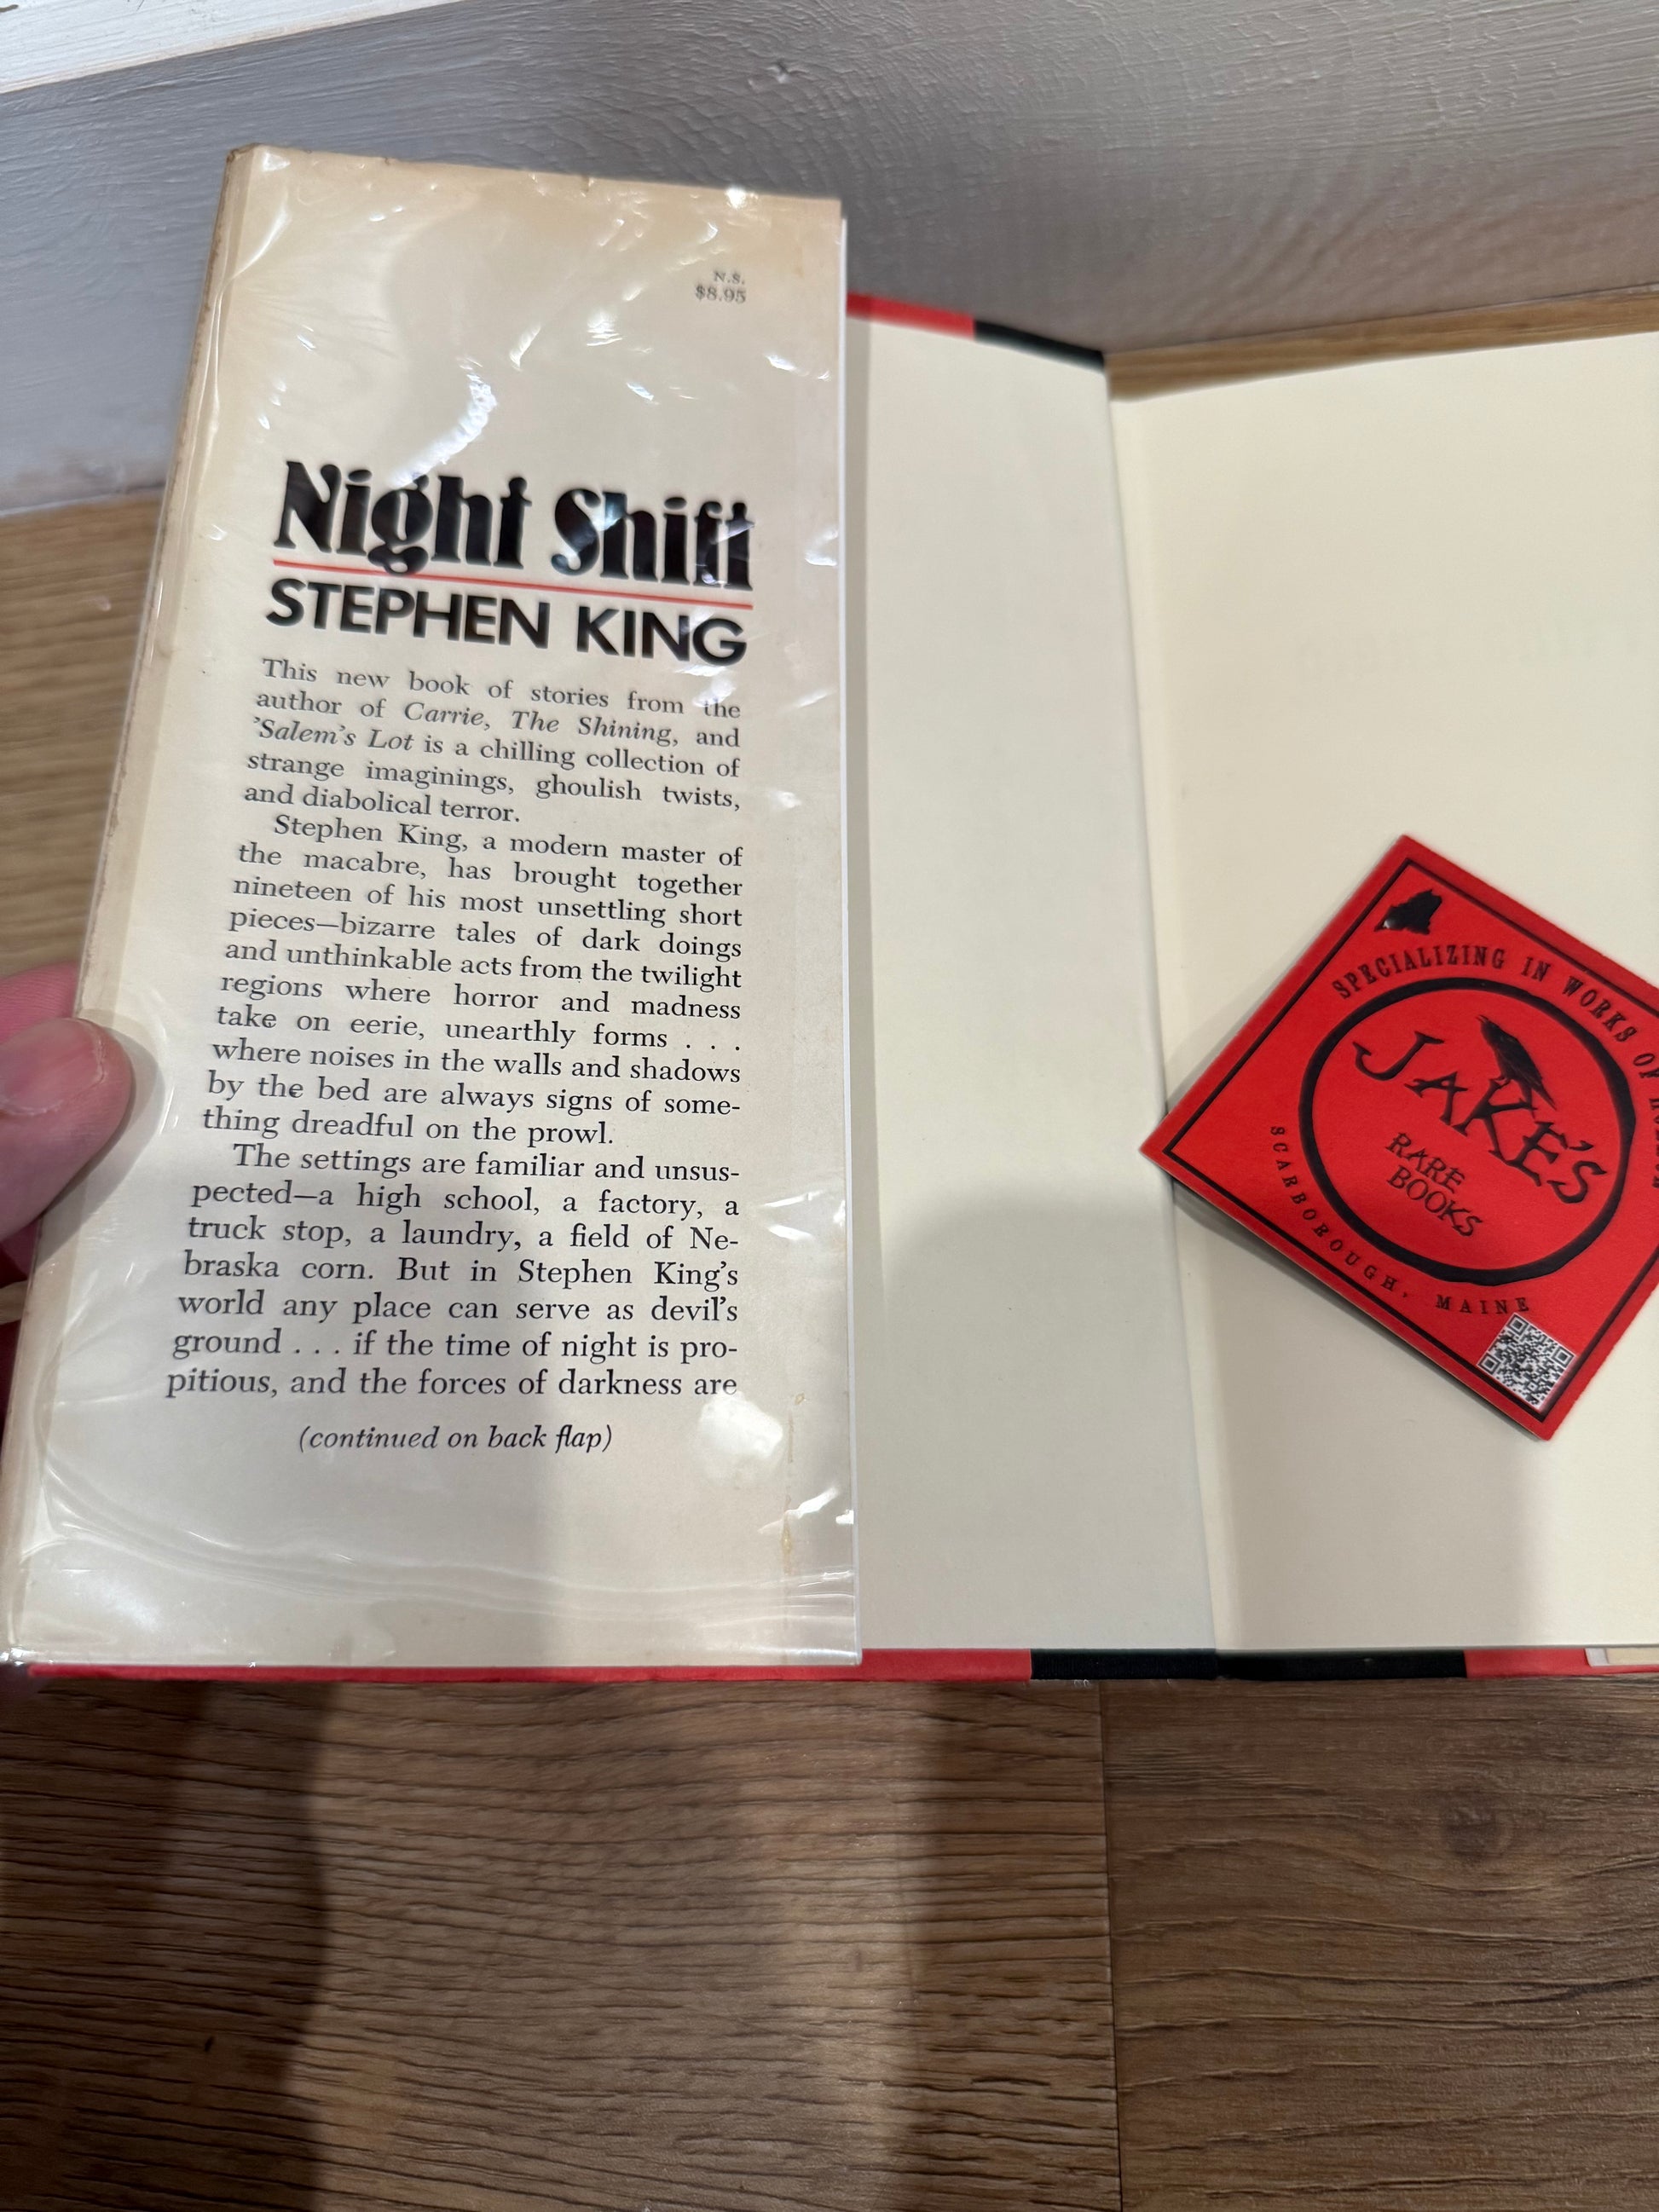 N.S.
$8.95
Night Shift
STEPHEN KING
This new book of stories from the
author of Carrie, The Shining, and
'Salem's Lot is a chilling collection of
strange imaginings, ghoulish twists,
and diabolical terror.
Stephen King, a modern master of
the macabre, has brought together
nineteen of his most unsettling short
pieces—bizarre tales of dark doings
and unthinkable acts from the twilight
regions where horror and madness
take on eerie, unearthly forms . . .
where noises in the walls and shadows
by the bed are always signs of some-
thing dreadful on the prowl.
The settings are familiar and unsus-
pected—a high school, a factory, a
truck stop, a laundry, a field of Ne-
braska corn. But in Stephen King's
world any place can serve as devil's
ground . . . if the time of night is pro-
pitious, and the forces of darkness are
(continued on back flap)
SPECIALIZING IN WORKS OF
JAKE'S
RARE
BOOKS
SCARBOROUGH, MAINE